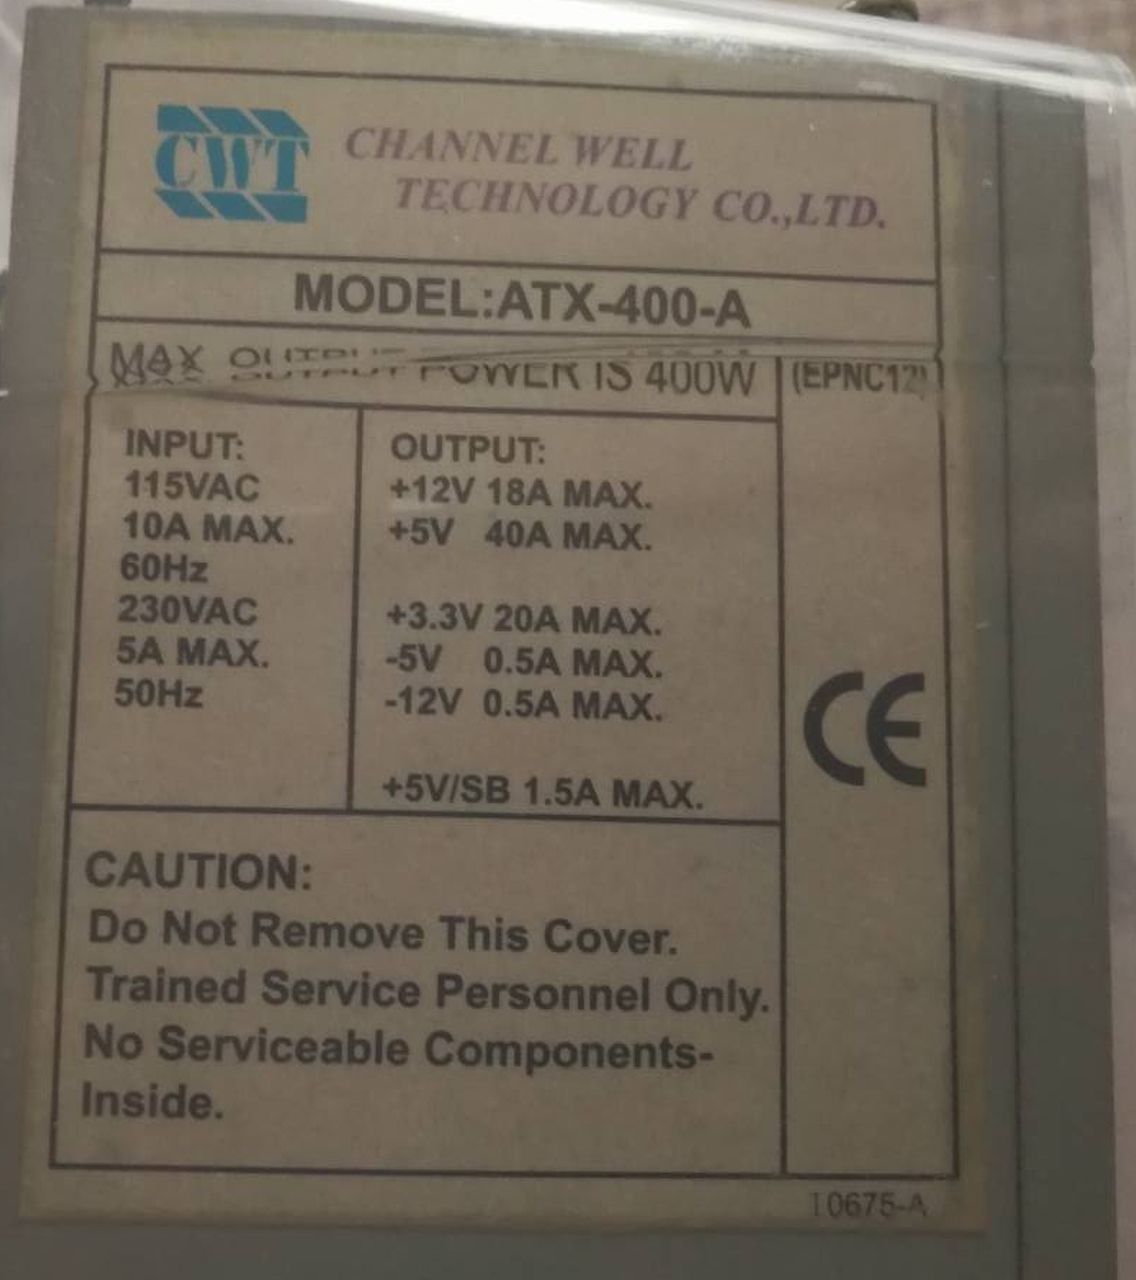 CWT
CHANNEL WELL
TECHNOLOGY CO.,LTD.
MODEL:ATX-400-A
MAX OUTPUT POWER IS 400W
(EPNC12)
INPUT:
115VAC
10A MAX.
60Hz
230VAC
5A MAX.
50Hz
OUTPUT:
+12V 18A MAX.
+5V 40A MAX.
+3.3V 20A MAX.
-5V 0.5A MAX.
-12V 0.5A MAX.
+5V/SB 1.5A MAX.
CE
CAUTION:
Do Not Remove This Cover.
Trained Service Personnel Only.
No Serviceable Components-
Inside.
10675-A